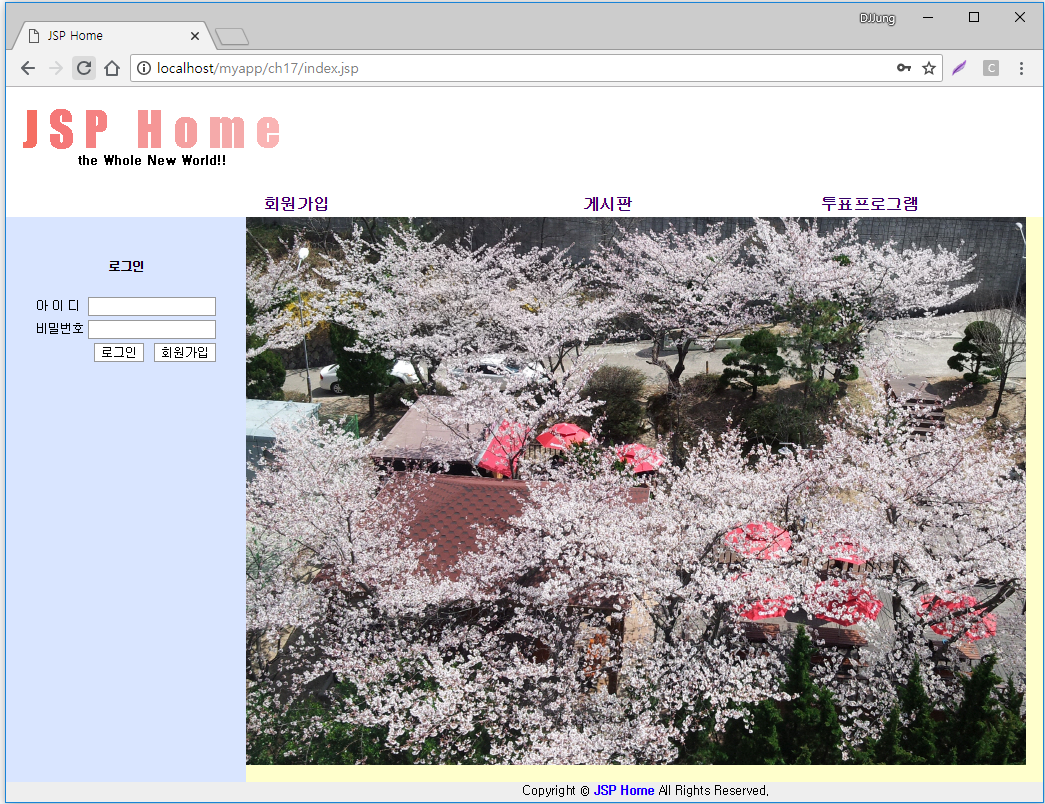 DJJung
JSP Home
localhost/myapp/ch17/index.jsp
C
JSP Home
the Whole New World!!
회원가입 게시판 투표프로그램
로그인
아 이 디
비밀번호
로그인 회원가입
Copyright © JSP Home All Rights Reserved.